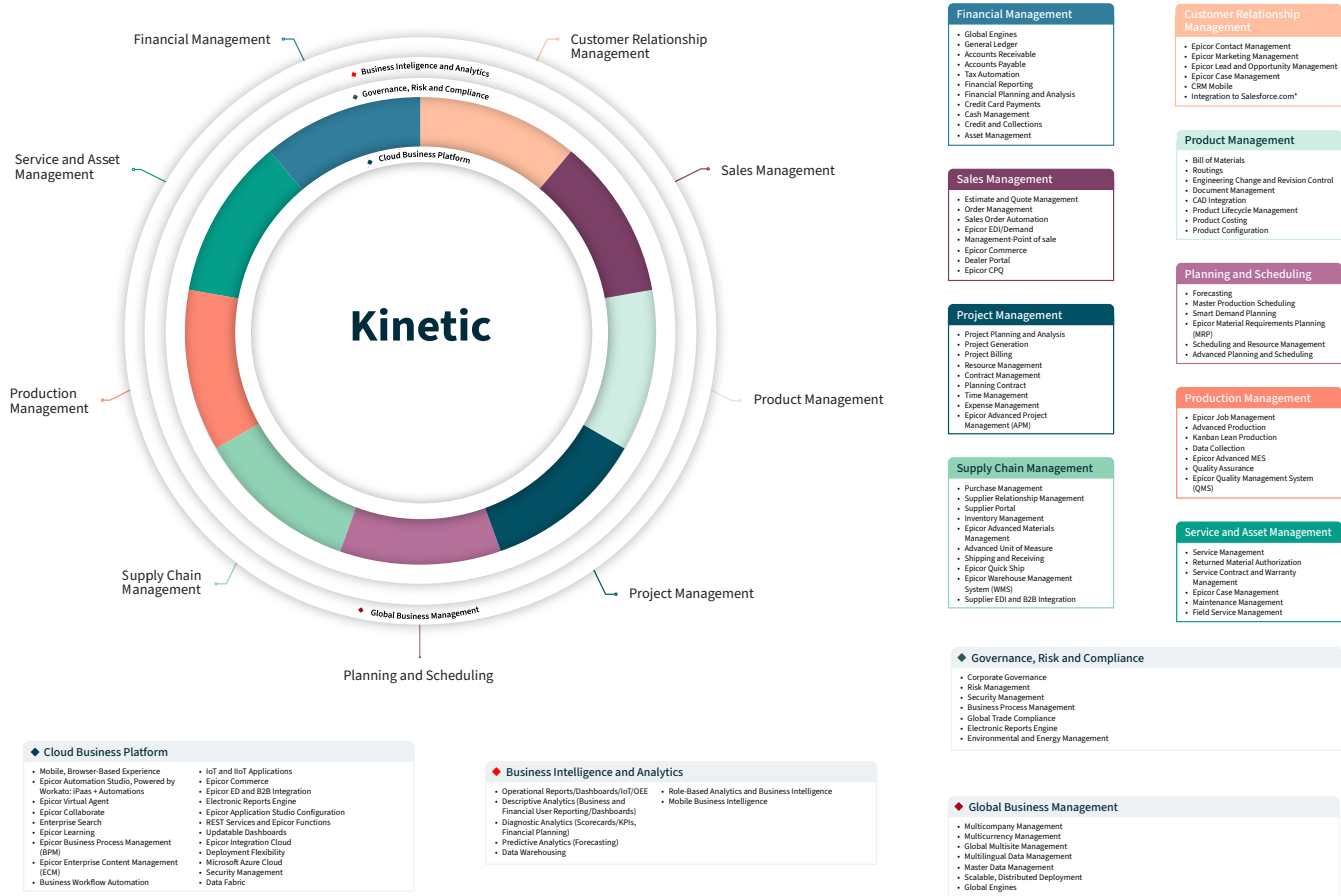 Financial Management
Customer Relationship
Management
Business Inteligence and Analytics
Governance, Risk and Compliance
Cloud Business Platform
Service and Asset
Management
Sales Management
Kinetic
Production
Management
Product Management
Supply Chain
Management
Project Management
Global Business Management
Planning and Scheduling
Financial Management
• Global Engines
• General Ledger
• Accounts Receivable
• Accounts Payable
• Tax Automation
• Financial Reporting
• Financial Planning and Analysis
• Credit Card Payments
• Cash Management
• Credit and Collections
• Asset Management
Customer Relationship
Management
• Epicor Contact Management
• Epicor Marketing Management
• Epicor Lead and Opportunity Management
• Epicor Case Management
• CRM Mobile
• Integration to Salesforce.com*
Product Management
• Bill of Materials
• Routings
• Engineering Change and Revision Control
• Document Management
• CAD Integration
• Product Lifecycle Management
• Product Costing
• Product Configuration
Sales Management
• Estimate and Quote Management
• Order Management
• Sales Order Automation
• Epicor EDI/Demand
• Management-Point of sale
• Epicor Commerce
• Dealer Portal
• Epicor CPQ
Planning and Scheduling
• Forecasting
• Master Production Scheduling
• Smart Demand Planning
• Epicor Material Requirements Planning
(MRP)
• Scheduling and Resource Management
• Advanced Planning and Scheduling
Project Management
• Project Planning and Analysis
• Project Generation
• Project Billing
• Resource Management
• Contract Management
• Planning Contract
• Time Management
• Expense Management
• Epicor Advanced Project
Management (APM)
Production Management
• Epicor Job Management
• Advanced Production
• Kanban Lean Production
• Data Collection
• Epicor Advanced MES
• Quality Assurance
• Epicor Quality Management System
(QMS)
Supply Chain Management
• Purchase Management
• Supplier Relationship Management
• Supplier Portal
• Inventory Management
• Epicor Advanced Materials
Management
• Advanced Unit of Measure
• Shipping and Receiving
• Epicor Quick Ship
• Epicor Warehouse Management
System (WMS)
• Supplier EDI and B2B Integration
Service and Asset Management
• Service Management
• Returned Material Authorization
• Service Contract and Warranty
Management
• Epicor Case Management
• Maintenance Management
• Field Service Management
Governance, Risk and Compliance
• Corporate Governance
• Risk Management
• Security Management
• Business Process Management
• Global Trade Compliance
• Electronic Reports Engine
• Environmental and Energy Management
Cloud Business Platform
• Mobile, Browser-Based Experience
• Epicor Automation Studio, Powered by
Workato: iPaas + Automations
• Epicor Virtual Agent
• Epicor Collaborate
• Enterprise Search
• Epicor Learning
• Epicor Business Process Management
(BPM)
• Epicor Enterprise Content Management
(ECM)
• Business Workflow Automation
• IoT and IIoT Applications
• Epicor Commerce
• Epicor ED and B2B Integration
• Electronic Reports Engine
• Epicor Application Studio Configuration
• REST Services and Epicor Functions
• Updatable Dashboards
• Epicor Integration Cloud
• Deployment Flexibility
• Microsoft Azure Cloud
• Security Management
• Data Fabric
Business Intelligence and Analytics
• Operational Reports/Dashboards/IoT/OEE
• Descriptive Analytics (Business and
Financial User Reporting/Dashboards)
• Diagnostic Analytics (Scorecards/KPIs,
Financial Planning)
• Predictive Analytics (Forecasting)
• Data Warehousing
• Role-Based Analytics and Business Intelligence
• Mobile Business Intelligence
Global Business Management
• Multicompany Management
• Multicurrency Management
• Global Multisite Management
• Multilingual Data Management
• Master Data Management
• Scalable, Distributed Deployment
• Global Engines